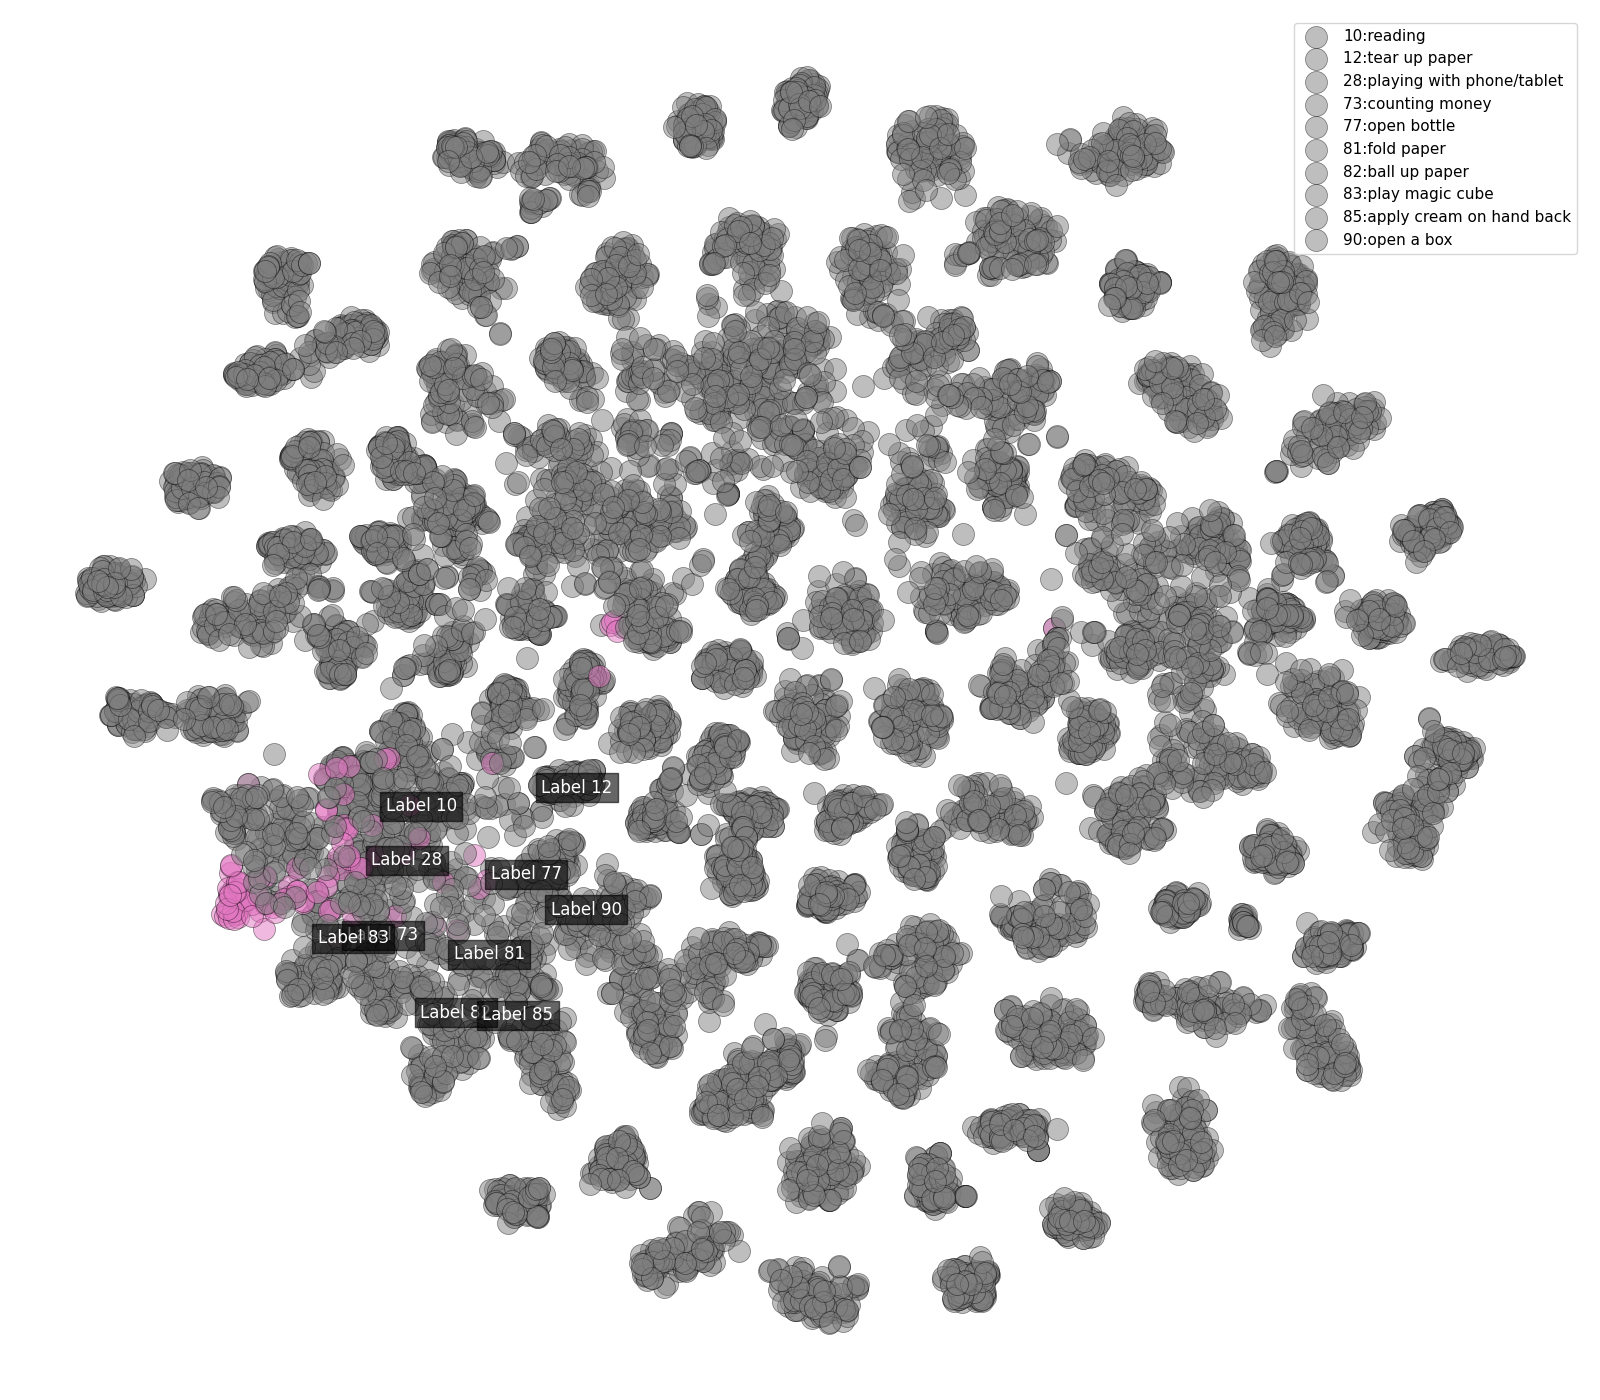 10:reading
12:tear up paper
28:playing with phone/tablet
73:counting money
77:open bottle
81:fold paper
82:ball up paper
83:play magic cube
85:apply cream on hand back
90:open a box
Label 12
Label 10
Label 28
Label 77
Label 90
Label 83
73
Label 81
Label 8
Label 85